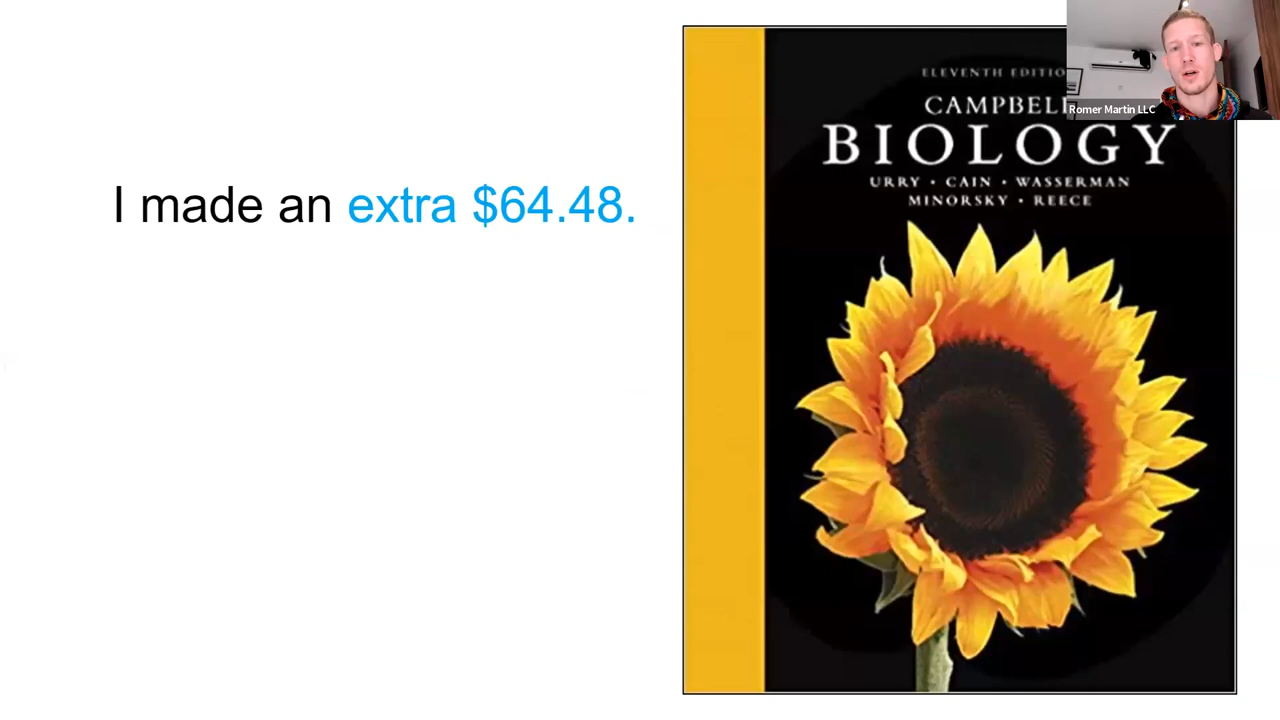 I made an extra $64.48.
ELEVENTH EDITIO
CAMPBELL
BIOLOGY
URRY • CAIN • WASSERMAN
MINORSKY • REECE
Romer Martin LLC